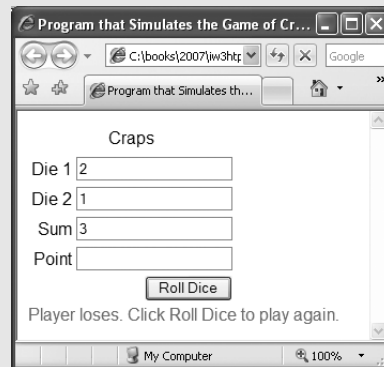 Program that Simulates the Game of Cr...
C:\books\2007\iw3htp
Google
Program that Simulates th...
»
Craps
Die 1 2
Die 2 1
Sum 3
Point
Roll Dice
Player loses. Click Roll Dice to play again.
My Computer 100%